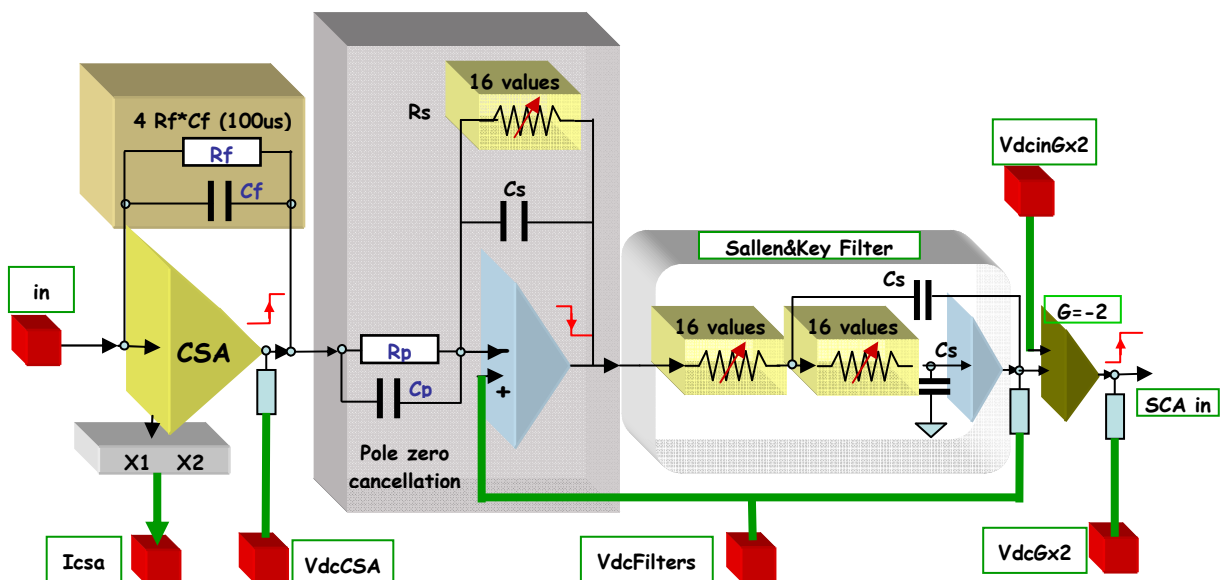 16 values
Rs
4 Rf*Cf (100us)
Rf
Cf
Cs
VdcinGx2
Sallen&Key Filter
in
Cs
G=-2
16 values
16 values
CSA
Rp
-
Cs
Cp
+
SCA in
Pole zero
cancellation
X1 X2
Icsa
VdcCSA
VdcFilters
VdcGx2